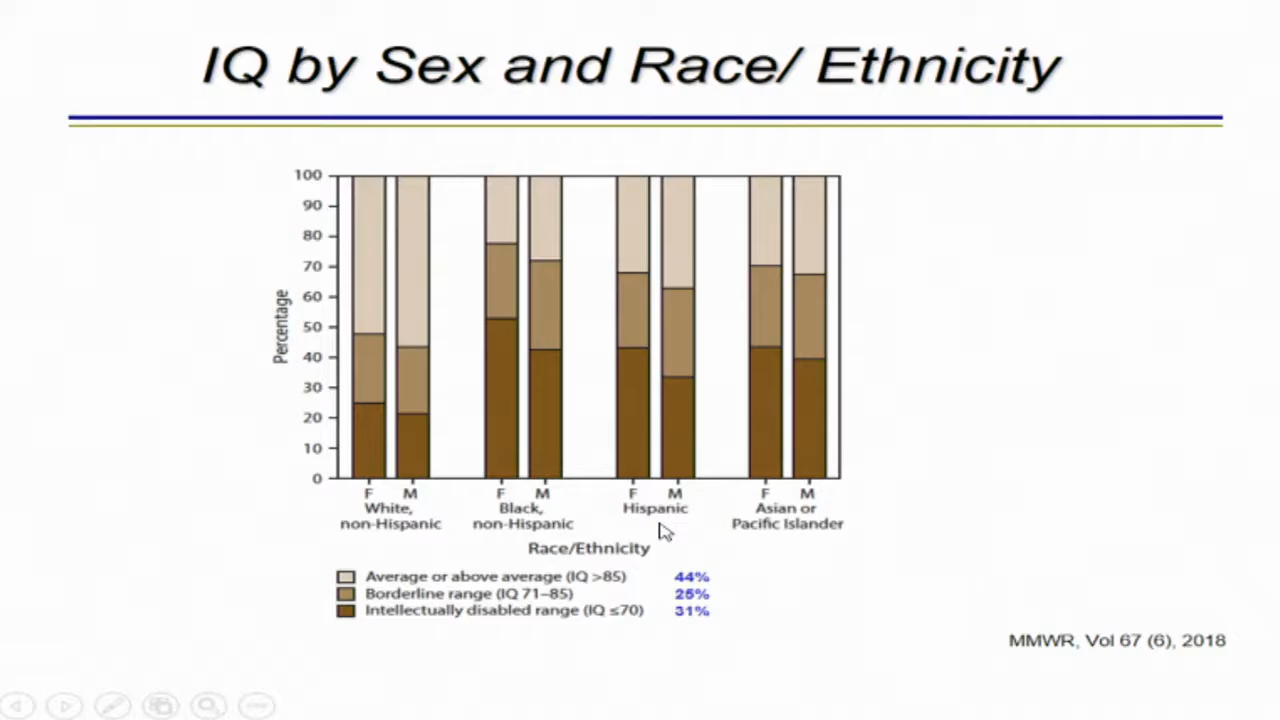 IQ by Sex and Race/ Ethnicity
100
90
80
70
60
50
40
30
20
10
0
Percentage
F M F M F M F M
White, Black, Hispanic Asian or
non-Hispanic non-Hispanic Pacific Islander
Race/Ethnicity
Average or above average (IQ >85) 44%
Borderline range (IQ 71–85) 25%
Intellectually disabled range (IQ ≤70) 31%
MMWR, Vol 67 (6), 2018